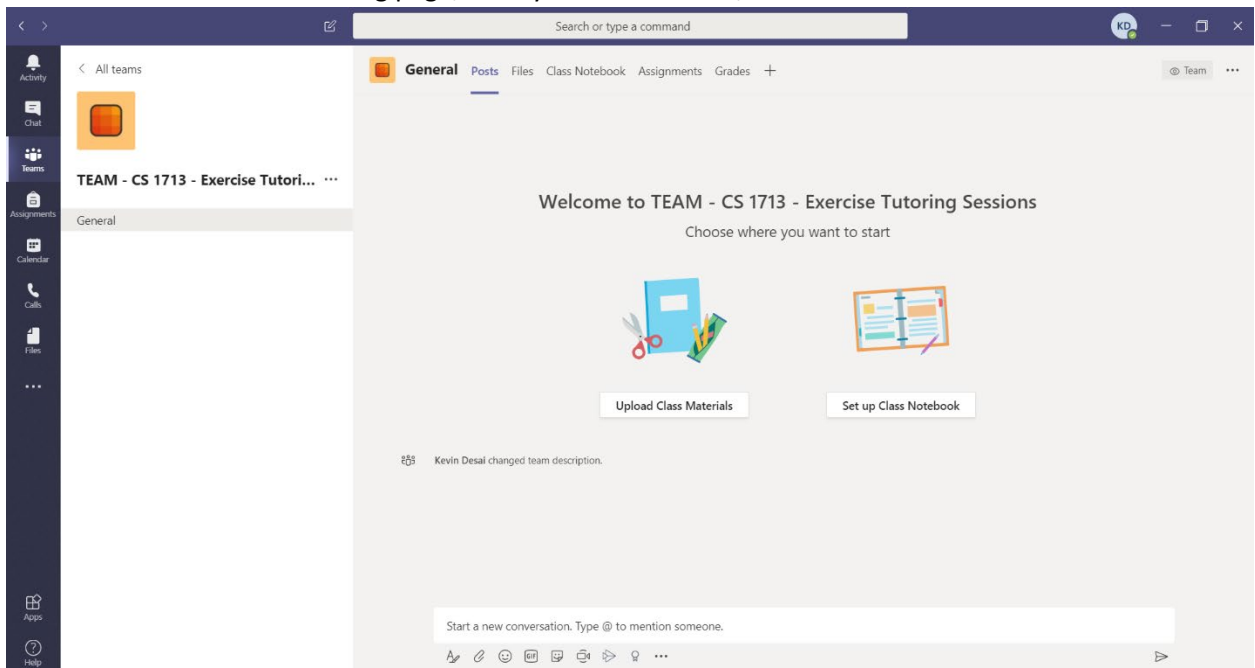 Search or type a command
KD
Activity
Chat
Teams
Assignments
Calendar
Calls
Files
Apps
Help
All teams
TEAM - CS 1713 - Exercise Tutori...
General
General Posts Files Class Notebook Assignments Grades
Team
Welcome to TEAM - CS 1713 - Exercise Tutoring Sessions
Choose where you want to start
Upload Class Materials
Set up Class Notebook
Kevin Desai changed team description.
Start a new conversation. Type @ to mention someone.
GIF